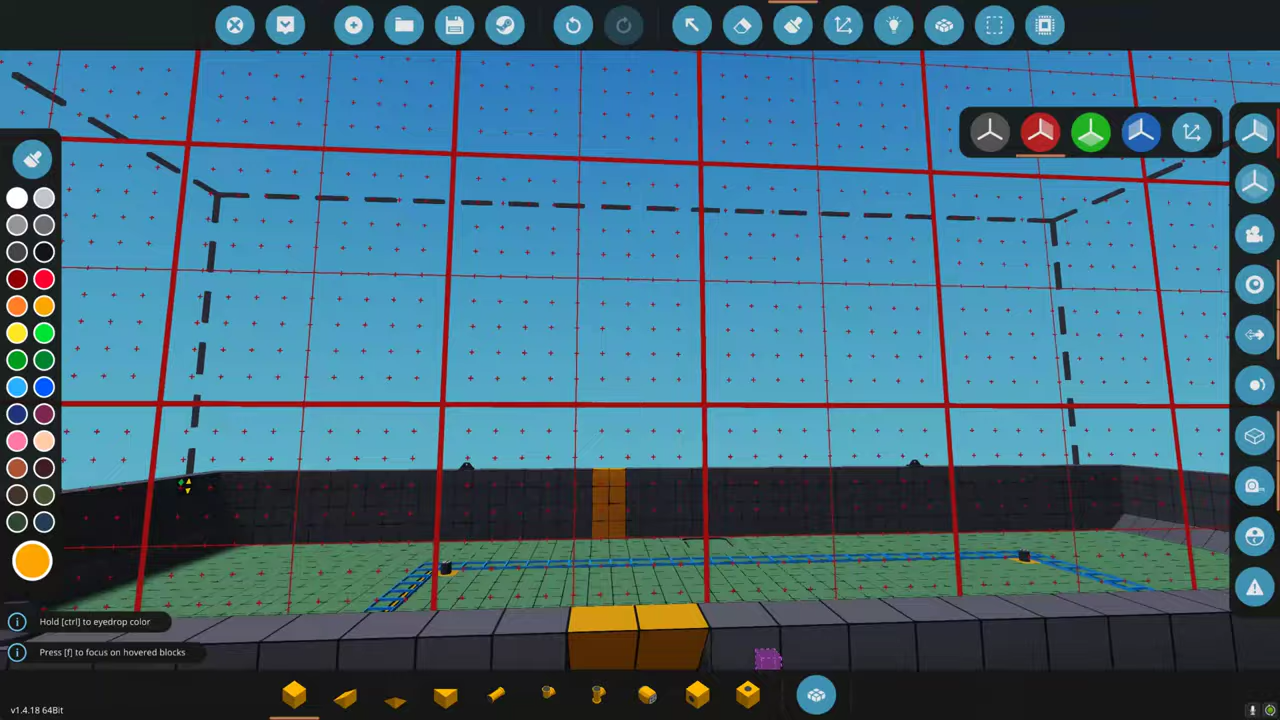 Hold [ctrl] to eyedrop color
Press [f] to focus on hovered blocks
v1.4.18 64Bit